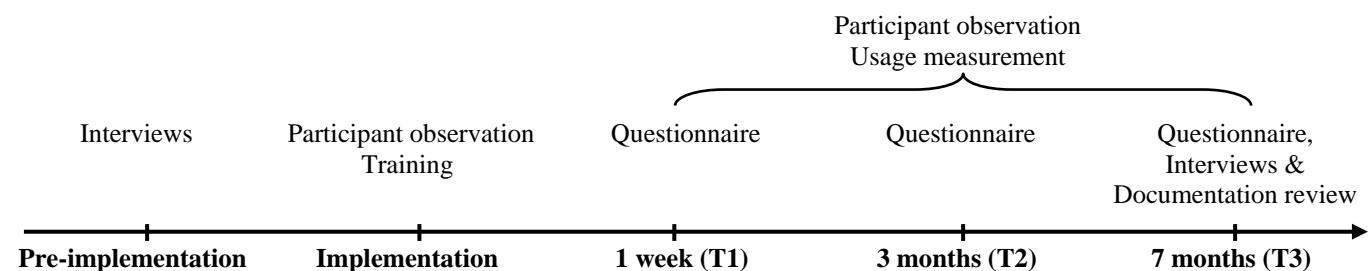 Participant observation
Usage measurement
Interviews
Participant observation
Training
Questionnaire
Questionnaire
Questionnaire,
Interviews &
Documentation review
Pre-implementation
Implementation
1 week (T1)
3 months (T2)
7 months (T3)